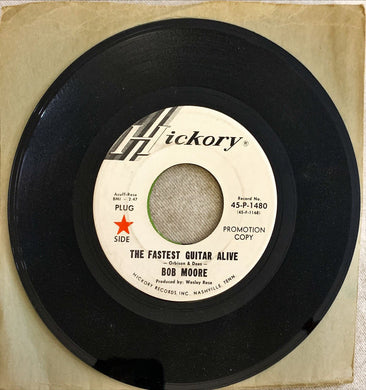 Hickory®
Acuff-Rose
BMI - 2:47
PLUG
SIDE
Record No.
45-P-1480
(45-P-1168)
PROMOTION
COPY
THE FASTEST GUITAR ALIVE
- Orbison & Dees -
BOB MOORE
Produced by: Wesley Rose
HICKORY RECORDS INC. NASHVILLE, TENN.